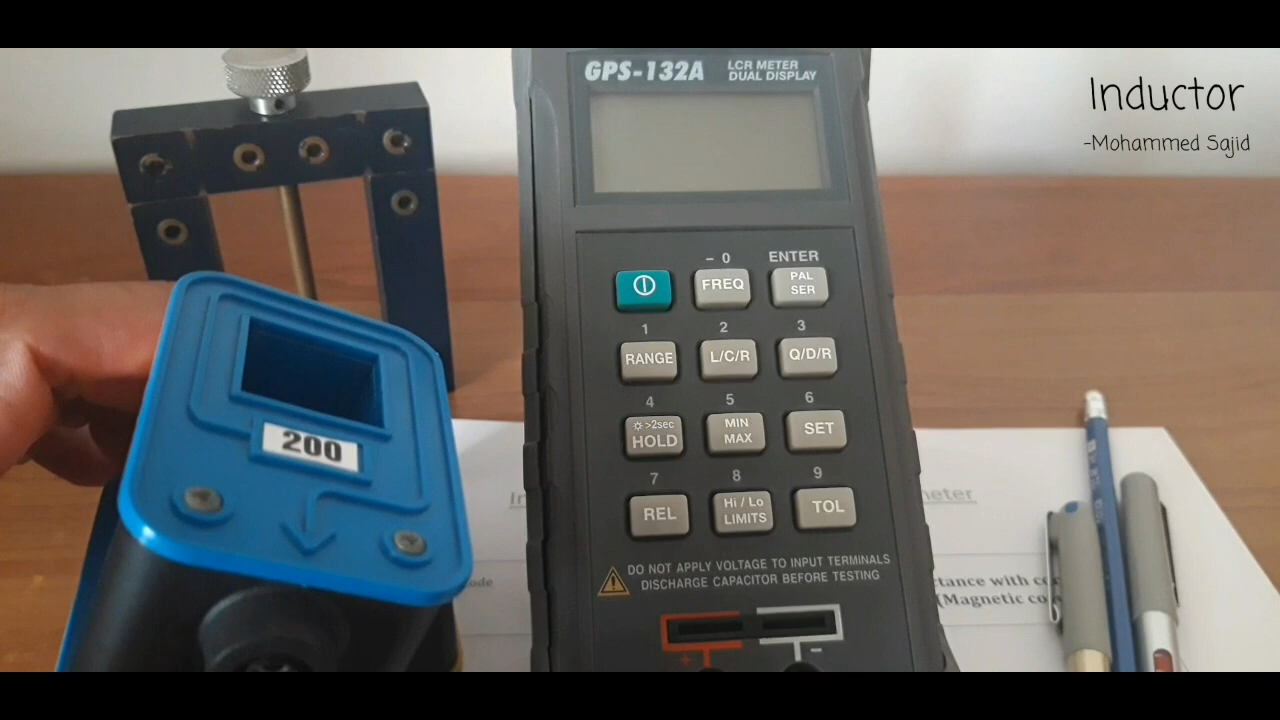 GPS-132A
LCR METER
DUAL DISPLAY
Inductor
-Mohammed Sajid
- 0
ENTER
FREQ
PAL
SER
1
2
3
RANGE
L/C/R
Q/D/R
4
5
6
>2sec
HOLD
MIN
MAX
SET
200
7
8
9
REL
Hi / Lo
LIMITS
TOL
DO NOT APPLY VOLTAGE TO INPUT TERMINALS
DISCHARGE CAPACITOR BEFORE TESTING
+
-